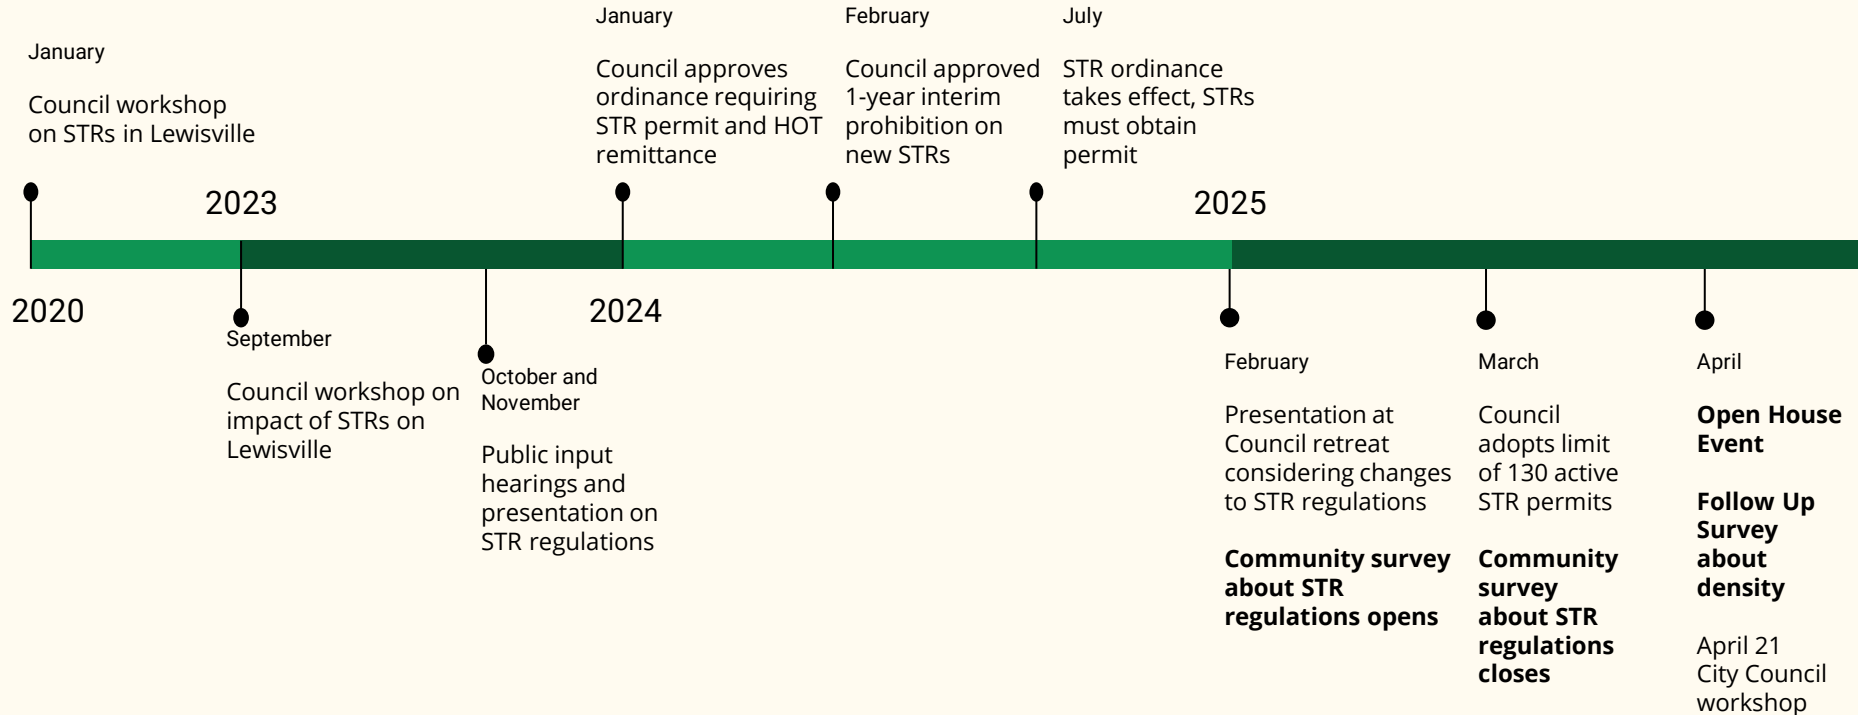 January
Council workshop
on STRs in Lewisville
January
Council approves
ordinance requiring
STR permit and HOT
remittance
February
Council approved
1-year interim
prohibition on
new STRs
July
STR ordinance
takes effect, STRs
must obtain
permit
2023
2025
2020
2024
September
Council workshop on
impact of STRs on
Lewisville
October and
November
Public input
hearings and
presentation on
STR regulations
February
Presentation at
Council retreat
considering changes
to STR regulations
Community survey
about STR
regulations opens
March
Council
adopts limit
of 130 active
STR permits
Community
survey
about STR
regulations
closes
April
Open House
Event
Follow Up
Survey
about
density
April 21
City Council
workshop